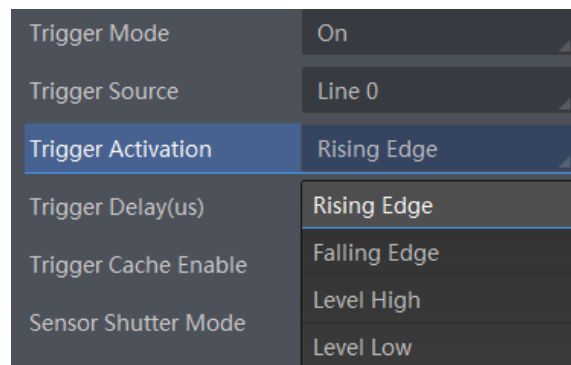 Trigger Mode On
Trigger Source Line 0
Trigger Activation Rising Edge
Trigger Delay(us) Rising Edge
Trigger Cache Enable Falling Edge
Level High
Sensor Shutter Mode
Level Low